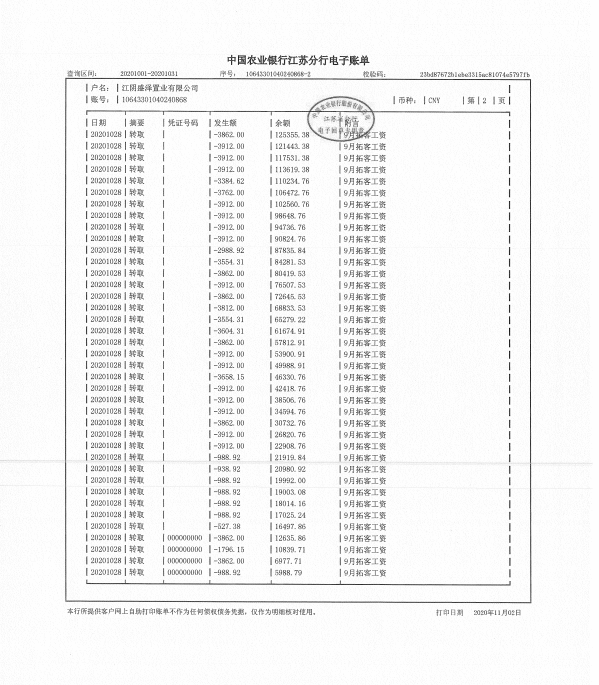 中国农业银行江苏分行电子账单
查询区间： 20201001-20201031 序号： 10643301040240868-2 校验码： 23bd87672b1ebe3315ac81074a5797fb
户名： 江阴盛泽置业有限公司
账号： 10643301040240868 币种： CNY 第 2 页
日期 摘要 凭证号码 发生额 余额 附言
20201028 转取 -3862.00 125355.38 9月拓客工资
20201028 转取 -3912.00 121443.38 9月拓客工资
20201028 转取 -3912.00 117531.38 9月拓客工资
20201028 转取 -3912.00 113619.38 9月拓客工资
20201028 转取 -3384.62 110234.76 9月拓客工资
20201028 转取 -3762.00 106472.76 9月拓客工资
20201028 转取 -3912.00 102560.76 9月拓客工资
20201028 转取 -3912.00 98648.76 9月拓客工资
20201028 转取 -3912.00 94736.76 9月拓客工资
20201028 转取 -3912.00 90824.76 9月拓客工资
20201028 转取 -2988.92 87835.84 9月拓客工资
20201028 转取 -3554.31 84281.53 9月拓客工资
20201028 转取 -3862.00 80419.53 9月拓客工资
20201028 转取 -3912.00 76507.53 9月拓客工资
20201028 转取 -3862.00 72645.53 9月拓客工资
20201028 转取 -3812.00 68833.53 9月拓客工资
20201028 转取 -3554.31 65279.22 9月拓客工资
20201028 转取 -3604.31 61674.91 9月拓客工资
20201028 转取 -3862.00 57812.91 9月拓客工资
20201028 转取 -3912.00 53900.91 9月拓客工资
20201028 转取 -3912.00 49988.91 9月拓客工资
20201028 转取 -3658.15 46330.76 9月拓客工资
20201028 转取 -3912.00 42418.76 9月拓客工资
20201028 转取 -3912.00 38506.76 9月拓客工资
20201028 转取 -3912.00 34594.76 9月拓客工资
20201028 转取 -3862.00 30732.76 9月拓客工资
20201028 转取 -3912.00 26820.76 9月拓客工资
20201028 转取 -3912.00 22908.76 9月拓客工资
20201028 转取 -988.92 21919.84 9月拓客工资
20201028 转取 -938.92 20980.92 9月拓客工资
20201028 转取 -988.92 19992.00 9月拓客工资
20201028 转取 -988.92 19003.08 9月拓客工资
20201028 转取 -988.92 18014.16 9月拓客工资
20201028 转取 -988.92 17025.24 9月拓客工资
20201028 转取 -527.38 16497.86 9月拓客工资
20201028 转取 000000000 -3862.00 12635.86 9月拓客工资
20201028 转取 000000000 -1796.15 10839.71 9月拓客工资
20201028 转取 000000000 -3862.00 6977.71 9月拓客工资
20201028 转取 000000000 -988.92 5988.79 9月拓客工资
本行所提供客户网上自助打印账单不作为任何债权债务凭据，仅作为明细核对使用。 打印日期 2020年11月02日